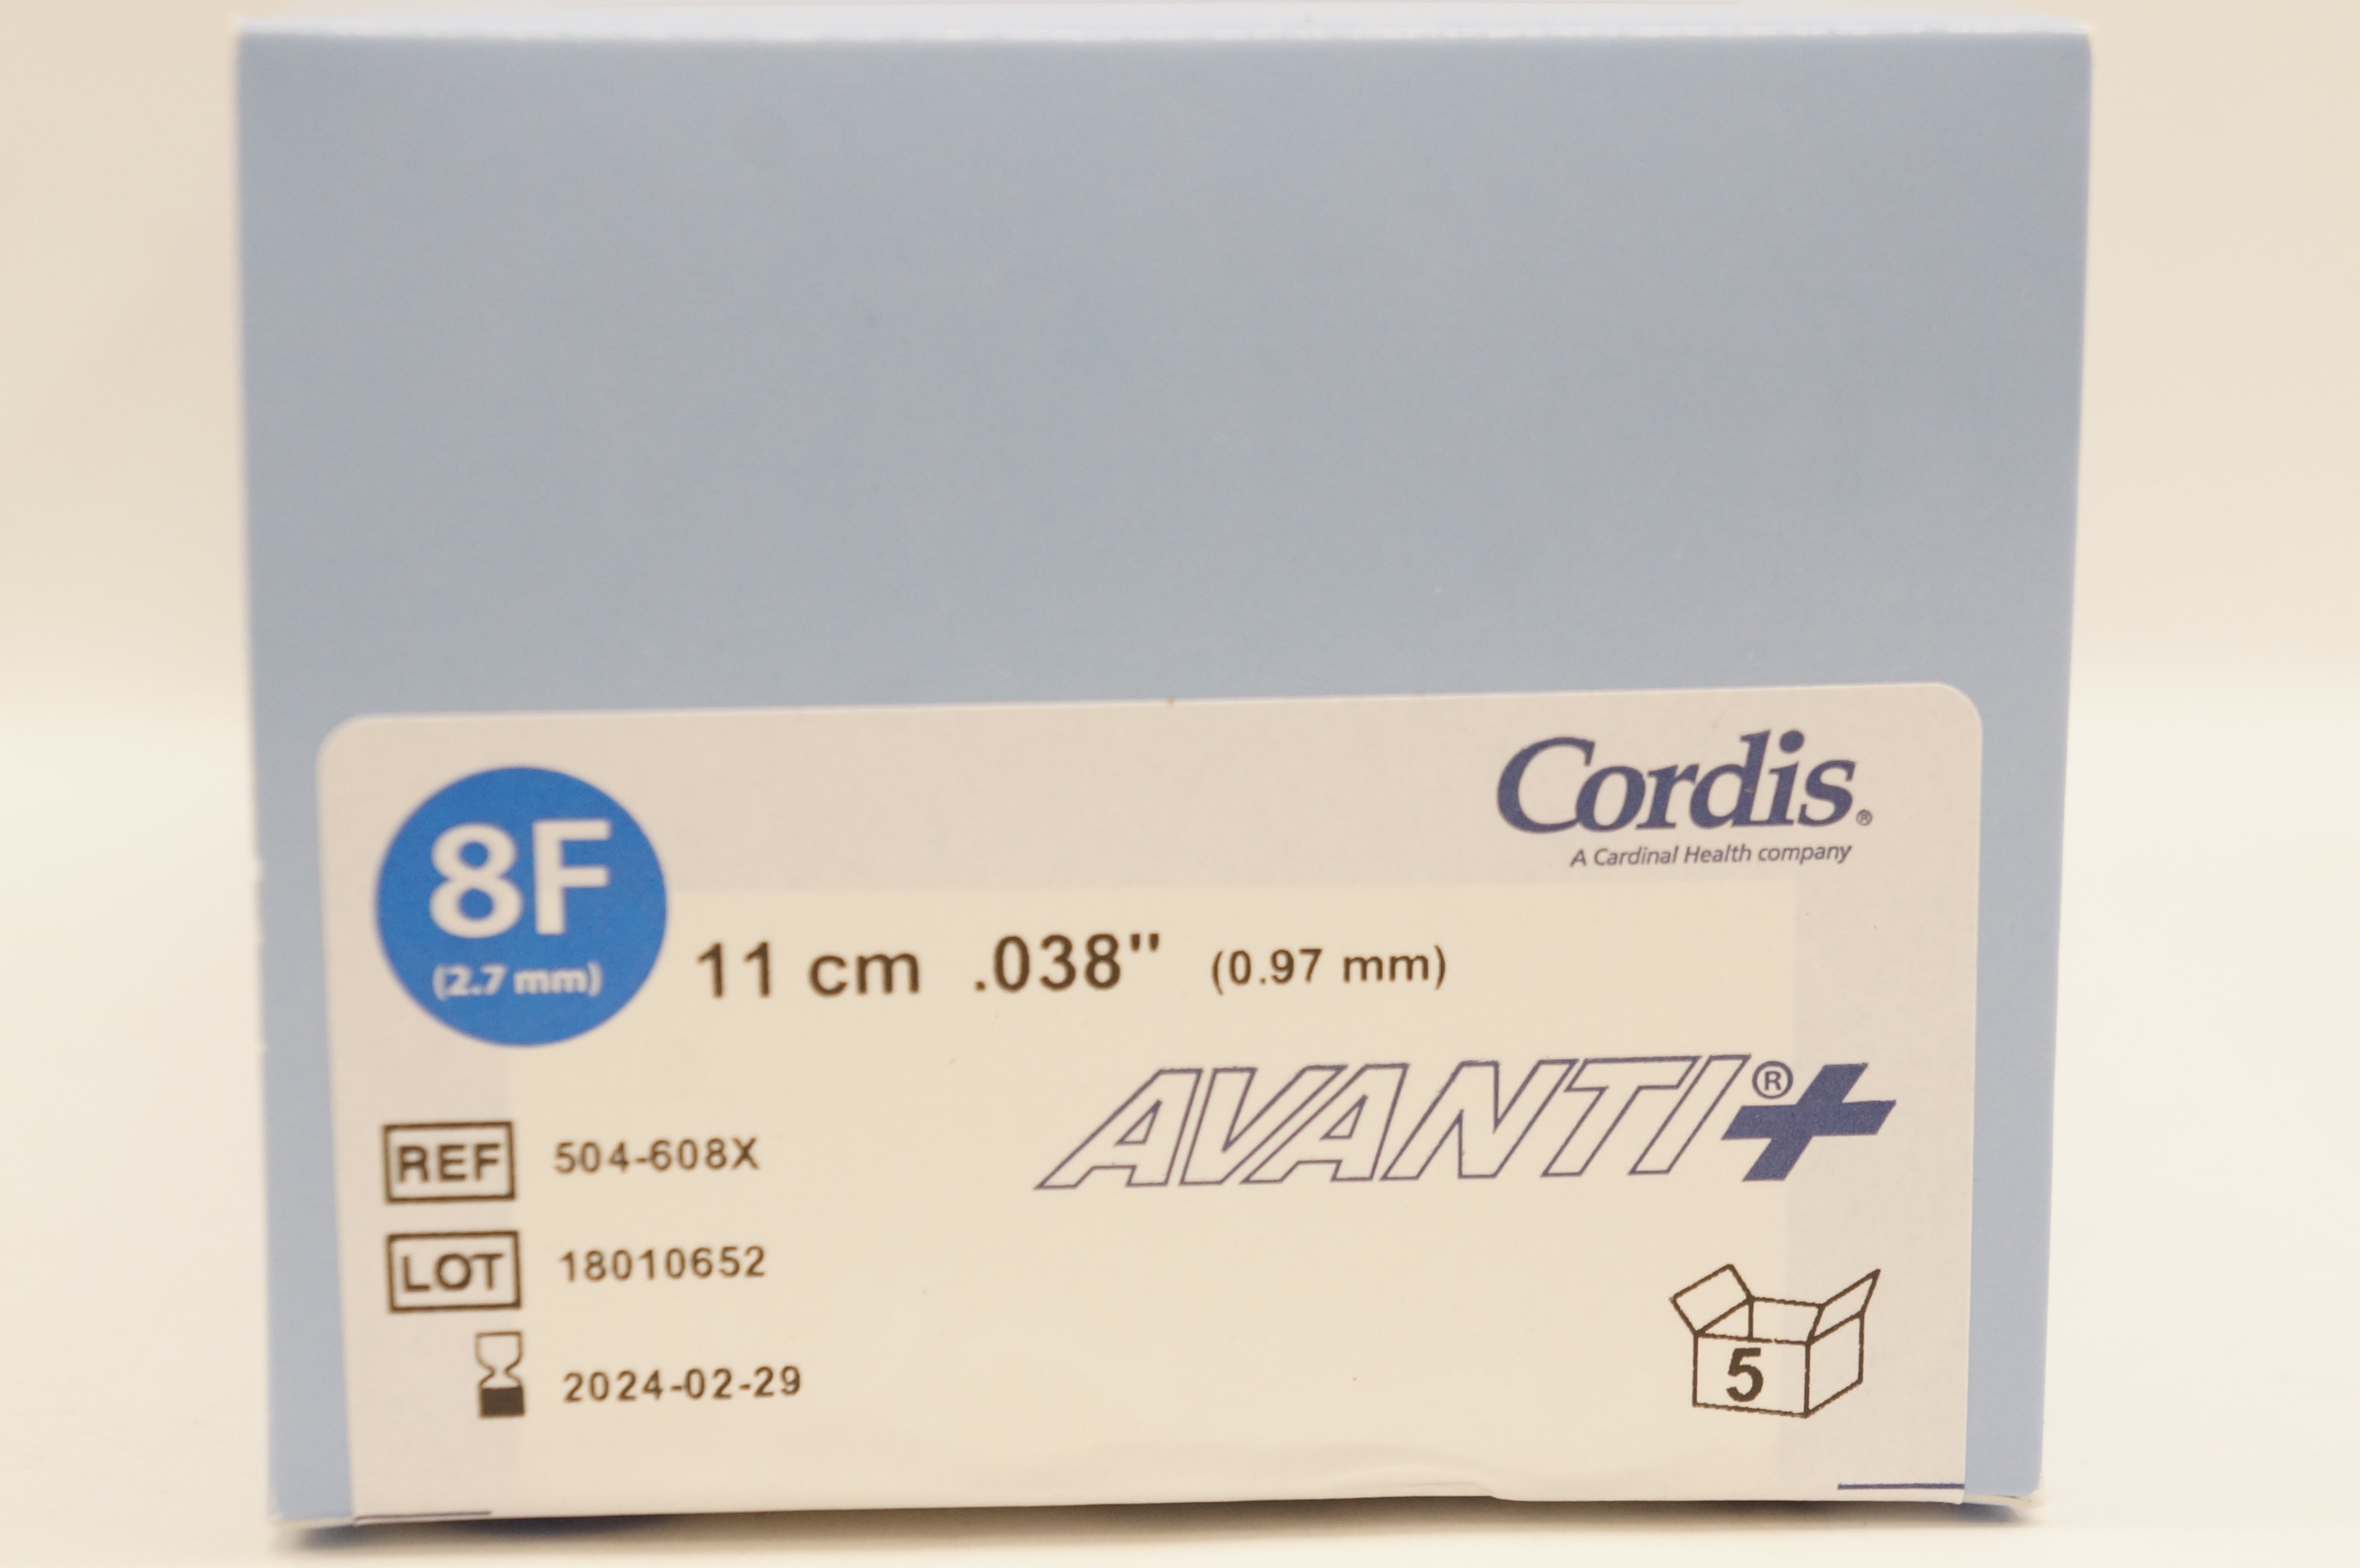 Cordis®
A Cardinal Health company
8F
(2.7 mm)
11 cm .038" (0.97 mm)
AVANTI®+
REF 504-608X
LOT 18010652
2024-02-29
5